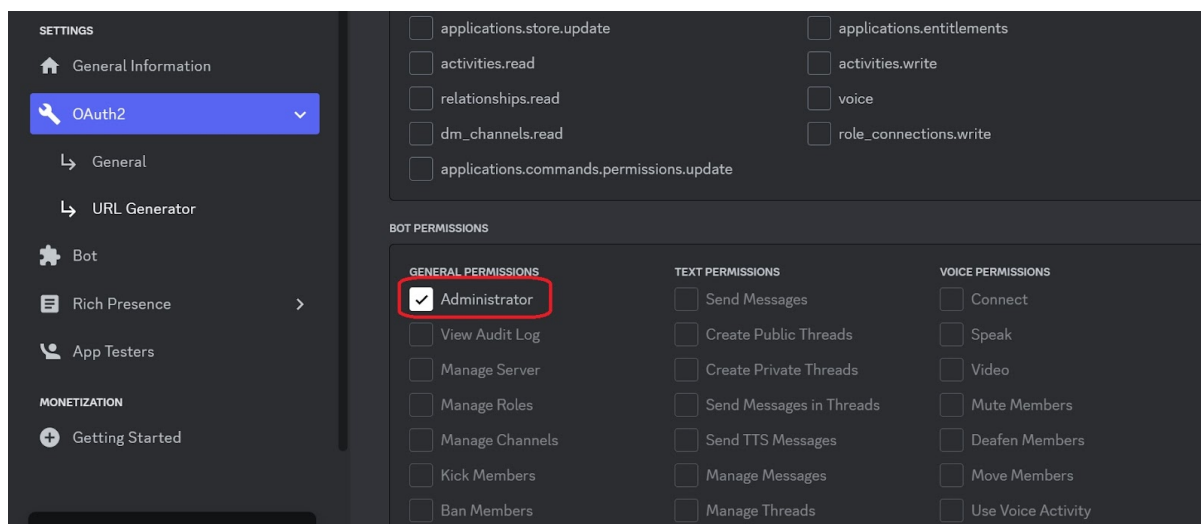 SETTINGS
General Information
OAuth2
General
URL Generator
Bot
Rich Presence
App Testers
MONETIZATION
Getting Started
applications.store.update
applications.entitlements
activities.read
activities.write
relationships.read
voice
dm_channels.read
role_connections.write
applications.commands.permissions.update
BOT PERMISSIONS
GENERAL PERMISSIONS
Administrator
View Audit Log
Manage Server
Manage Roles
Manage Channels
Kick Members
Ban Members
TEXT PERMISSIONS
Send Messages
Create Public Threads
Create Private Threads
Send Messages in Threads
Send TTS Messages
Manage Messages
Manage Threads
VOICE PERMISSIONS
Connect
Speak
Video
Mute Members
Deafen Members
Move Members
Use Voice Activity